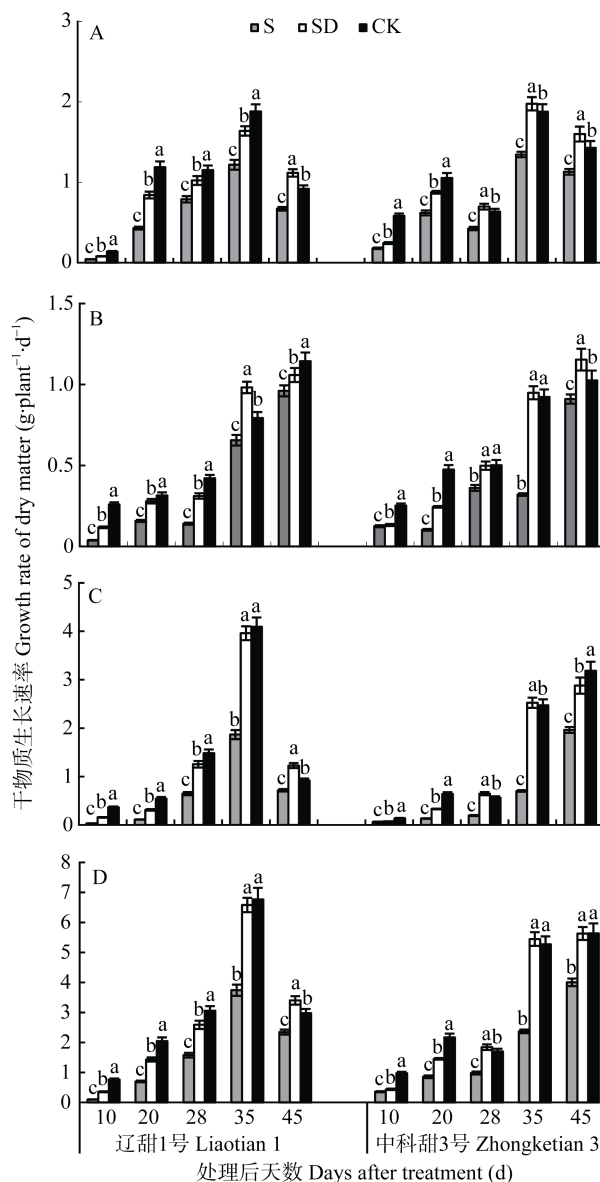 A
S SD CK
3
2
1
0
c b a
c b a
c b a
c b a
c a b
c b a
c b a
c a b
c a b
c a b
B
1.5
1.0
0.5
0
c b a
c b a
c b a
c a b
c b a
b b a
c b a
b a a
b a a
c a b
C
5
4
3
2
1
0
c b a
c b a
c b a
b a a
c a b
c b a
c b a
c a b
c a b
c b a
D
8
7
6
5
4
3
2
1
0
c b a
c b a
c b a
b a a
c a b
c b a
c b a
c a b
c a a
b a a
10 20 28 35 45 10 20 28 35 45
辽甜1号 Liaotian 1 中科甜3号 Zhongketian 3
处理后天数 Days after treatment (d)
干物质生长速率 Growth rate of dry matter (g·plant⁻¹·d⁻¹)